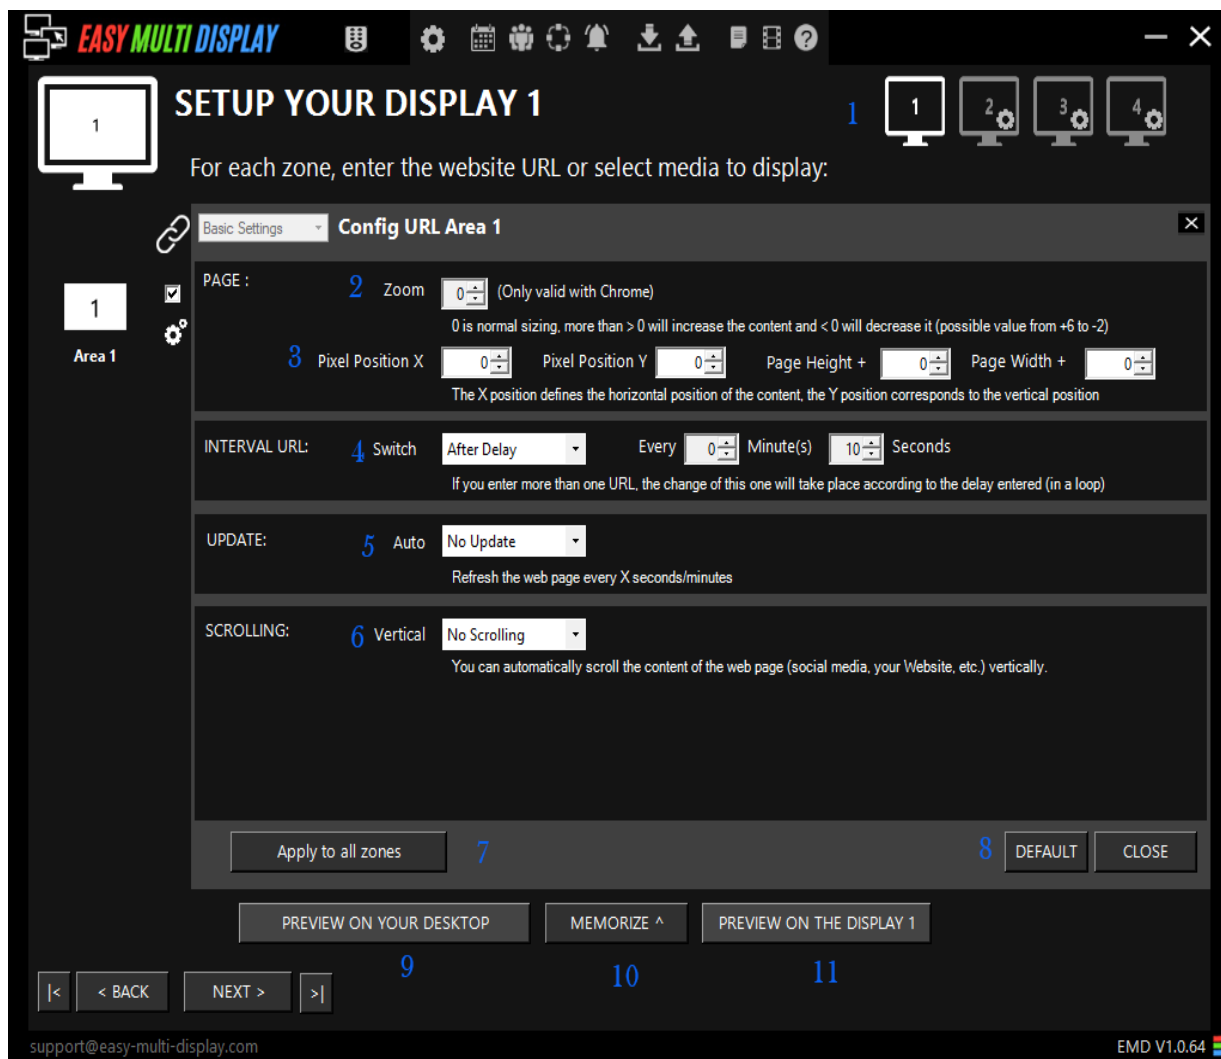 EASY MULTI DISPLAY
1
SETUP YOUR DISPLAY 1
1
1
2
3
4
For each zone, enter the website URL or select media to display:
Basic Settings
Config URL Area 1
PAGE :
2
Zoom
0
(Only valid with Chrome)
0 is normal sizing, more than > 0 will increase the content and < 0 will decrease it (possible value from +6 to -2)
1
Area 1
3
Pixel Position X
0
Pixel Position Y
0
Page Height +
0
Page Width +
0
The X position defines the horizontal position of the content, the Y position corresponds to the vertical position
INTERVAL URL:
4
Switch
After Delay
Every
0
Minute(s)
10
Seconds
If you enter more than one URL, the change of this one will take place according to the delay entered (in a loop)
UPDATE:
5
Auto
No Update
Refresh the web page every X seconds/minutes
SCROLLING:
6
Vertical
No Scrolling
You can automatically scroll the content of the web page (social media, your Website, etc.) vertically.
Apply to all zones
7
8
DEFAULT
CLOSE
PREVIEW ON YOUR DESKTOP
MEMORIZE ^
PREVIEW ON THE DISPLAY 1
9
10
11
|<
< BACK
NEXT >
>|
support@easy-multi-display.com
EMD V1.0.64